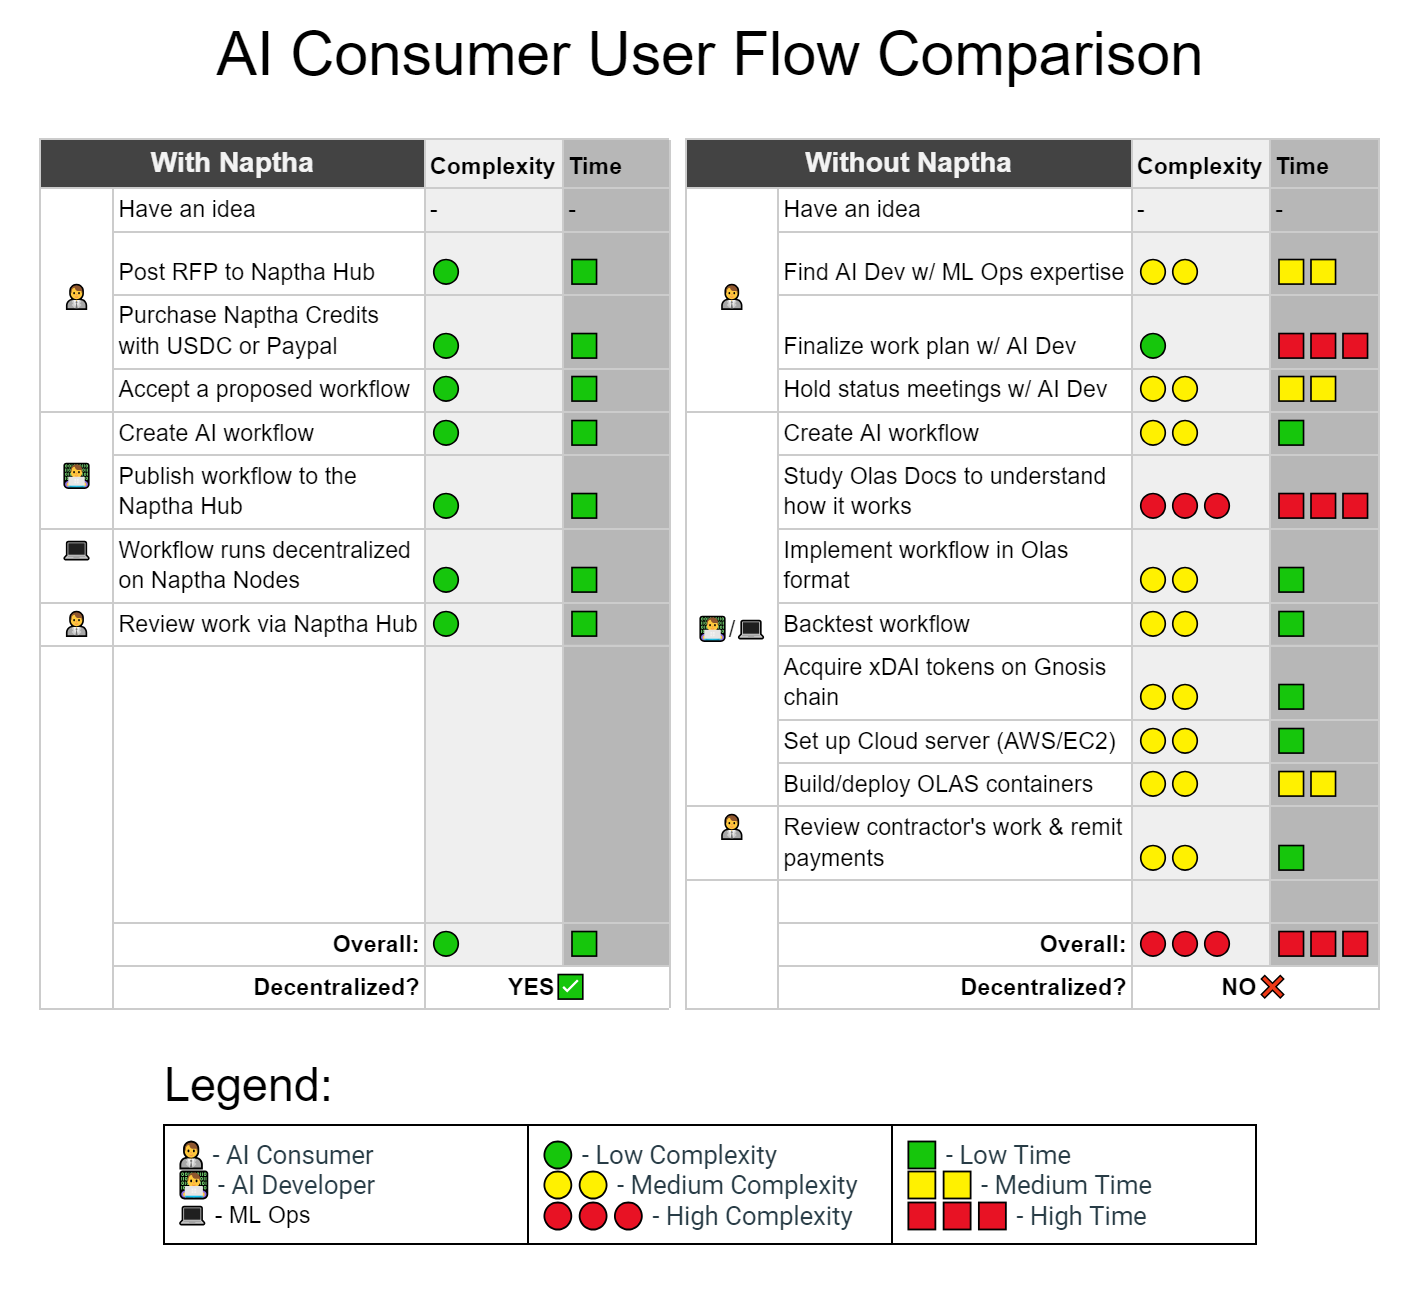 AI Consumer User Flow Comparison
With Naptha
Complexity
Time
Have an idea
-
-
Post RFP to Naptha Hub
Purchase Naptha Credits
with USDC or Paypal
Accept a proposed workflow
Create AI workflow
Publish workflow to the
Naptha Hub
Workflow runs decentralized
on Naptha Nodes
Review work via Naptha Hub
Overall:
Decentralized?
YES
Without Naptha
Complexity
Time
Have an idea
-
-
Find AI Dev w/ ML Ops expertise
Finalize work plan w/ AI Dev
Hold status meetings w/ AI Dev
/
Create AI workflow
Study Olas Docs to understand
how it works
Implement workflow in Olas
format
Backtest workflow
Acquire xDAI tokens on Gnosis
chain
Set up Cloud server (AWS/EC2)
Build/deploy OLAS containers
Review contractor's work & remit
payments
Overall:
Decentralized?
NO
Legend:
- AI Consumer
- AI Developer
- ML Ops
- Low Complexity
- Medium Complexity
- High Complexity
- Low Time
- Medium Time
- High Time